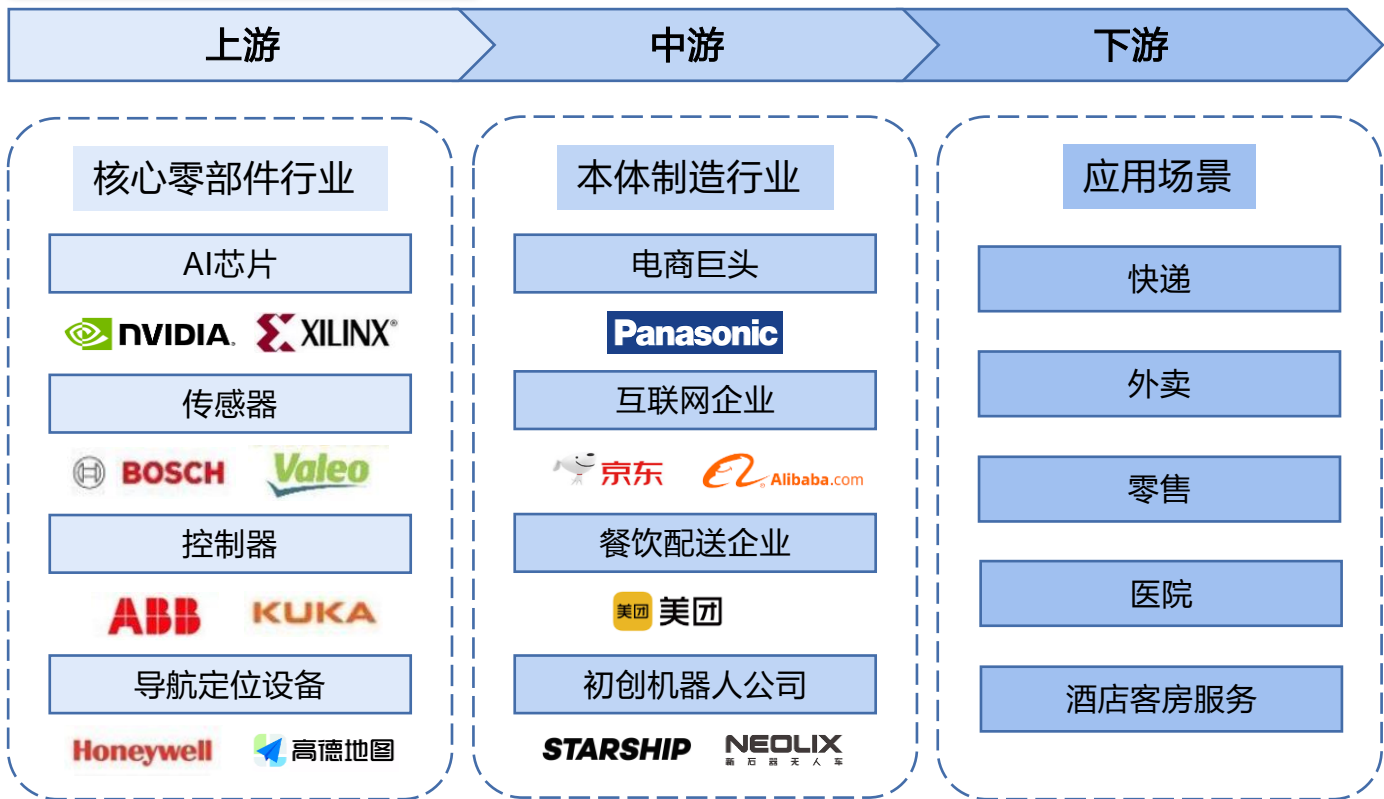 上游
中游
下游
核心零部件行业
AI芯片
NVIDIA.
XILINX®
传感器
BOSCH
Valeo
控制器
ABB
KUKA
导航定位设备
Honeywell
高德地图
本体制造行业
电商巨头
Panasonic
互联网企业
京东
Alibaba.com
餐饮配送企业
美团 美团
初创机器人公司
STARSHIP
NEOLIX
新石器无人车
应用场景
快递
外卖
零售
医院
酒店客房服务